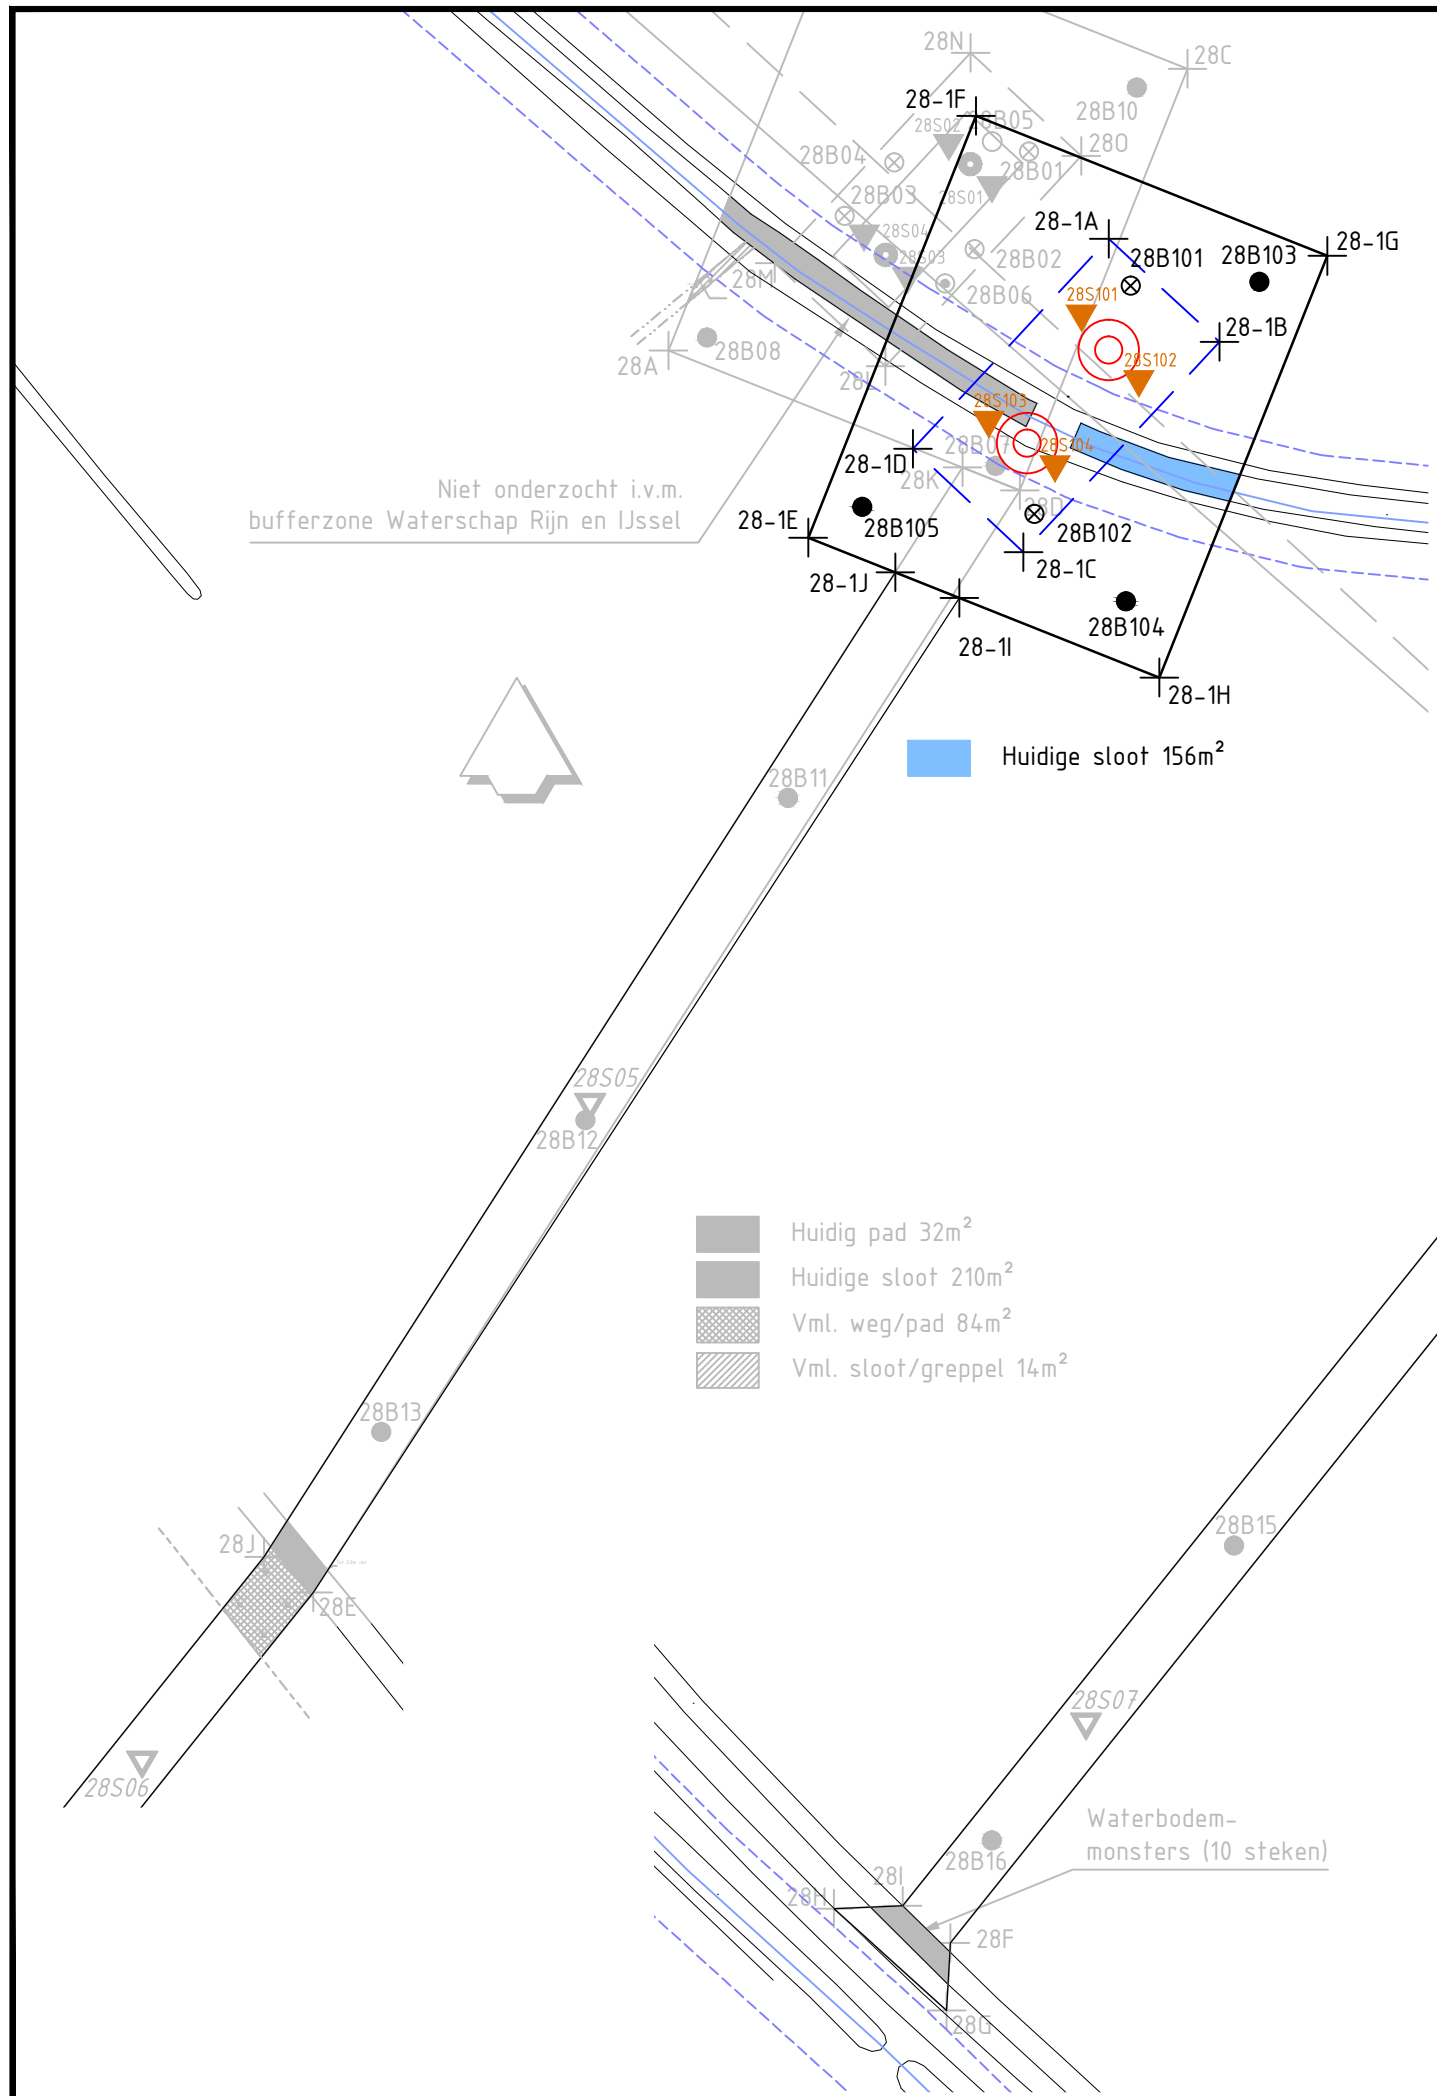 28N
28C
28-1F
28B05
28B10
28S02
28O
28B04
28B01
28B03
28S01
28-1A
28S04
28-1G
28B101
28B103
28S03
28B02
28M
28B06
28S101
28-1B
28B08
28A
28L
28S102
28S103
28B07
28S104
28-1D
28K
Niet onderzocht i.v.m.
bufferzone Waterschap Rijn en IJssel
28D
28-1E
28B105
28B102
28-1C
28-1J
28B104
28-1I
28-1H
Huidige sloot 156m²
28B11
28S05
28B12
Huidig pad 32m²
Huidige sloot 210m²
Vml. weg/pad 84m²
Vml. sloot/greppel 14m²
28B13
28B15
28J
28E
28S07
28S06
Waterbodem-
monsters (10 steken)
28B16
28I
28H
28F
28G